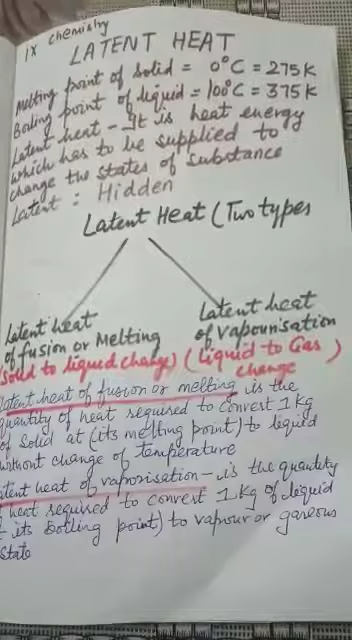 IX chemistry
LATENT HEAT
Melting point of Solid = 0°C = 275K
Boiling point of liquid = 100°C = 375K
Latent heat - It is heat energy
which has to be supplied to
change the states of substance
Latent : Hidden
Latent Heat (Two types
Latent heat
of fusion or Melting
(Solid to liquid change)
Latent heat
of vapourisation
(Liquid to Gas)
change
Latent heat of fusion or melting is the
quantity of heat required to convert 1 kg
of Solid at (its melting point) to liquid
without change of temperature
Latent heat of vaporisation - is the quantity
heat required to convert 1 kg of liquid
its boiling point) to vapour or gaseous
State